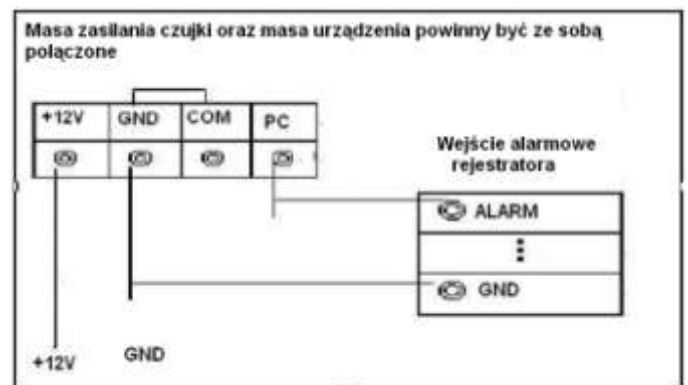 Masa zasilania czujki oraz masa urządzenia powinny być ze sobą
połączone
+12V GND COM PC
Wejście alarmowe
rejestratora
ALARM
GND
+12V GND